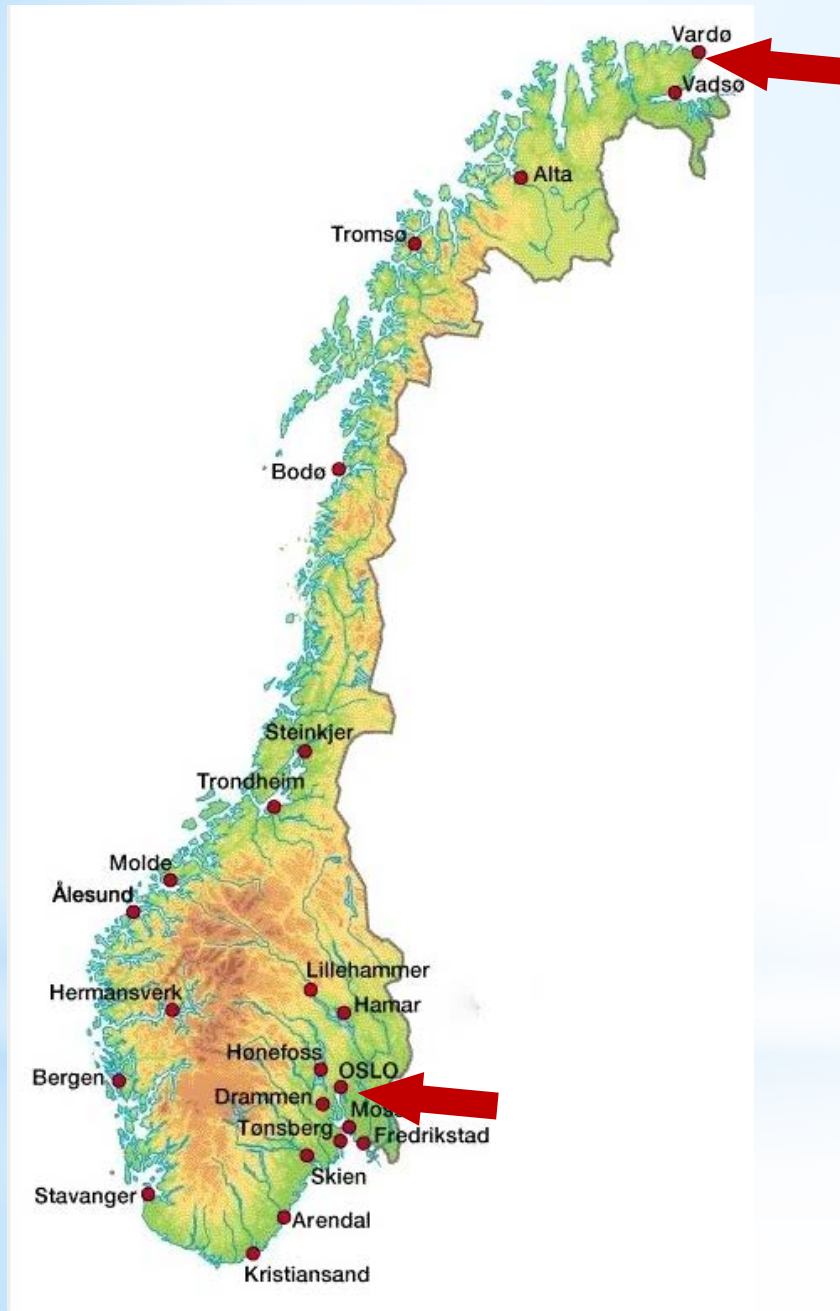 Vardø
Vadsø
Alta
Tromsø
Bodø
Steinkjer
Trondheim
Molde
Ålesund
Lillehammer
Hermansverk
Hamar
Hønefoss
OSLO
Bergen
Drammen
Moss
Tønsberg
Fredrikstad
Skien
Stavanger
Arendal
Kristiansand